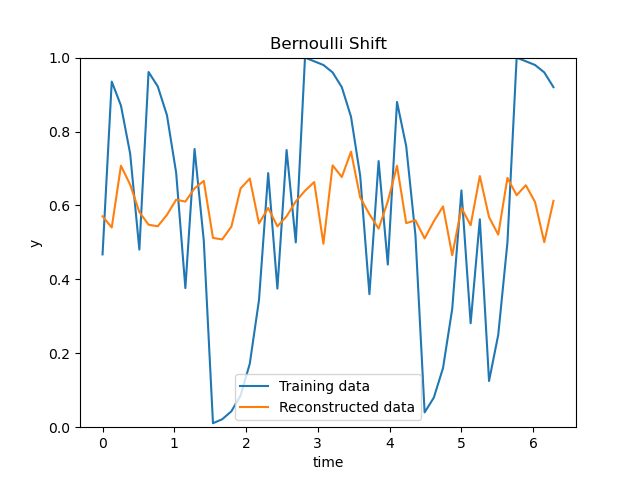 Bernoulli Shift
1.0
0.8
0.6
0.4
0.2
0.0
y
Training data
Reconstructed data
0 1 2 3 4 5 6
time